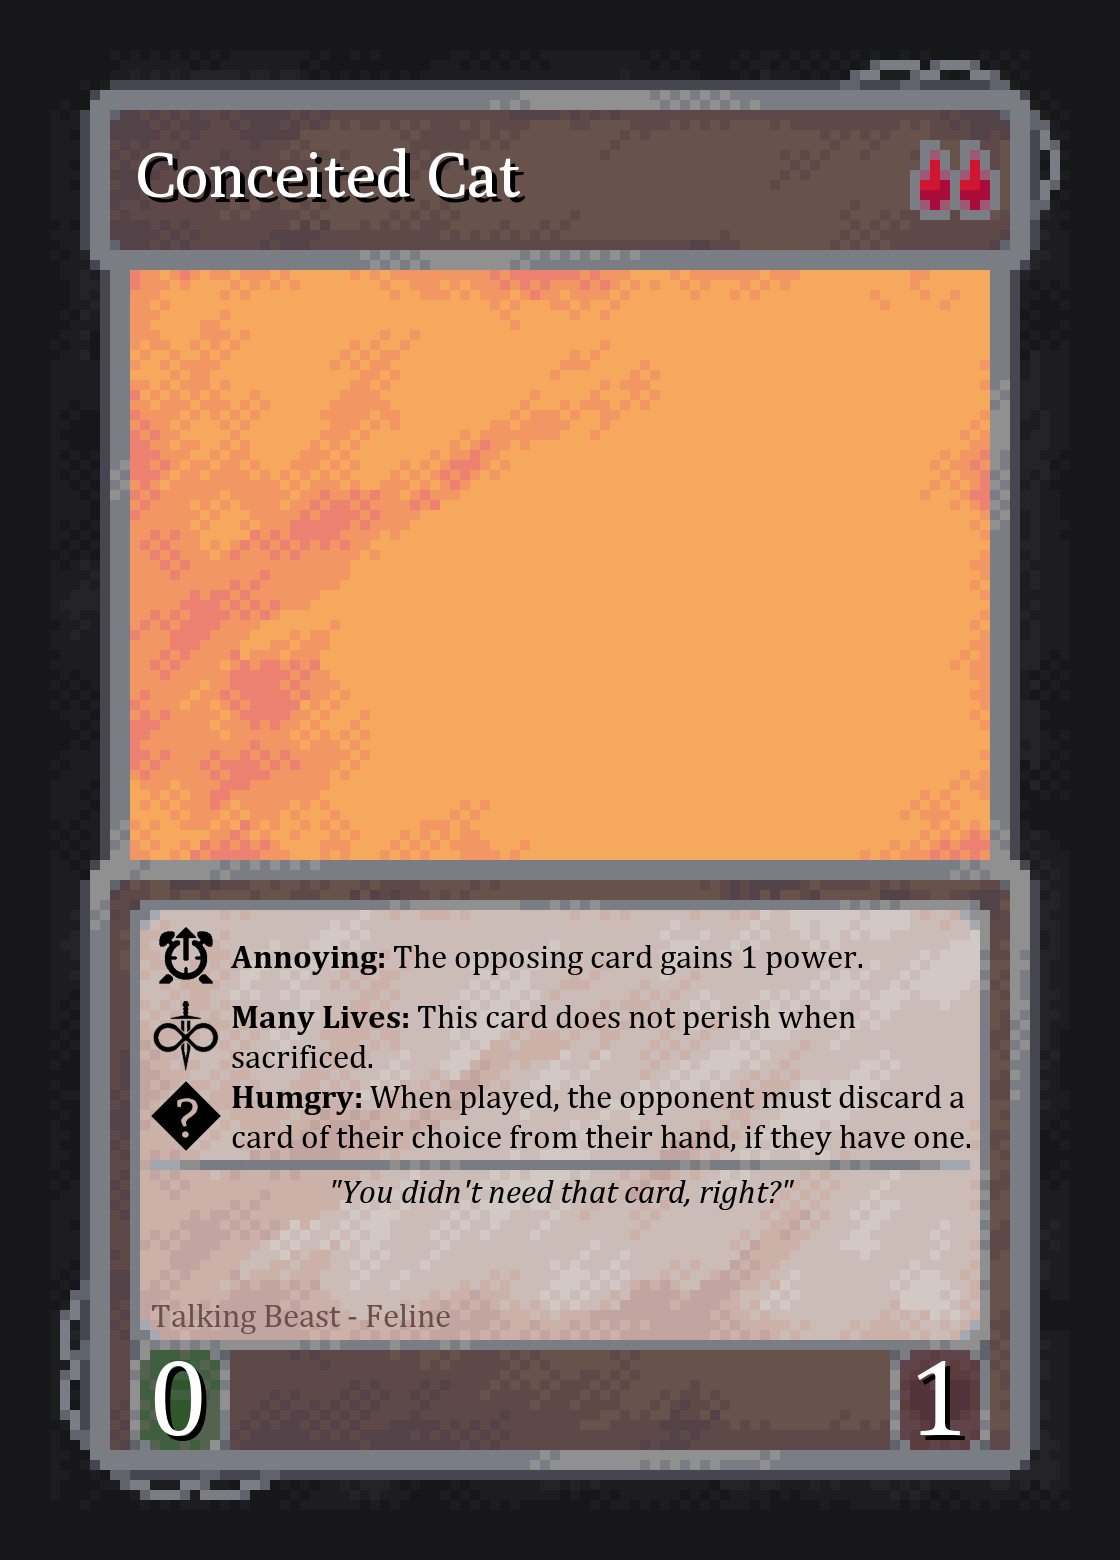 Conceited Cat
Annoying: The opposing card gains 1 power.
Many Lives: This card does not perish when
sacrificed.
Humgry: When played, the opponent must discard a
card of their choice from their hand, if they have one.
"You didn't need that card, right?"
Talking Beast - Feline
0
1